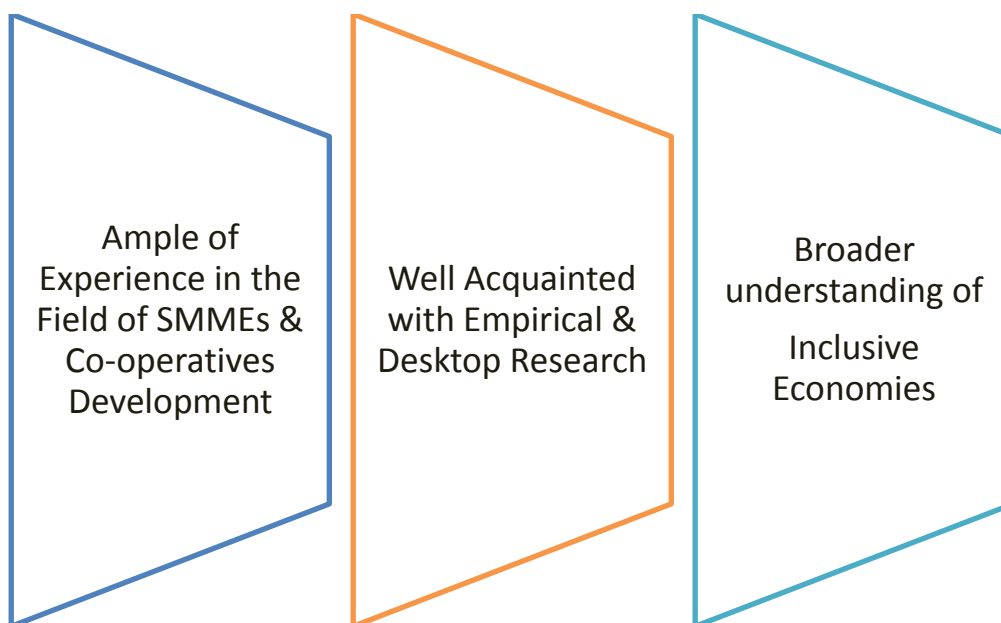 Ample of
Experience in the
Field of SMMEs &
Co-operatives
Development
Well Acquainted
with Empirical &
Desktop Research
Broader
understanding of
Inclusive
Economies